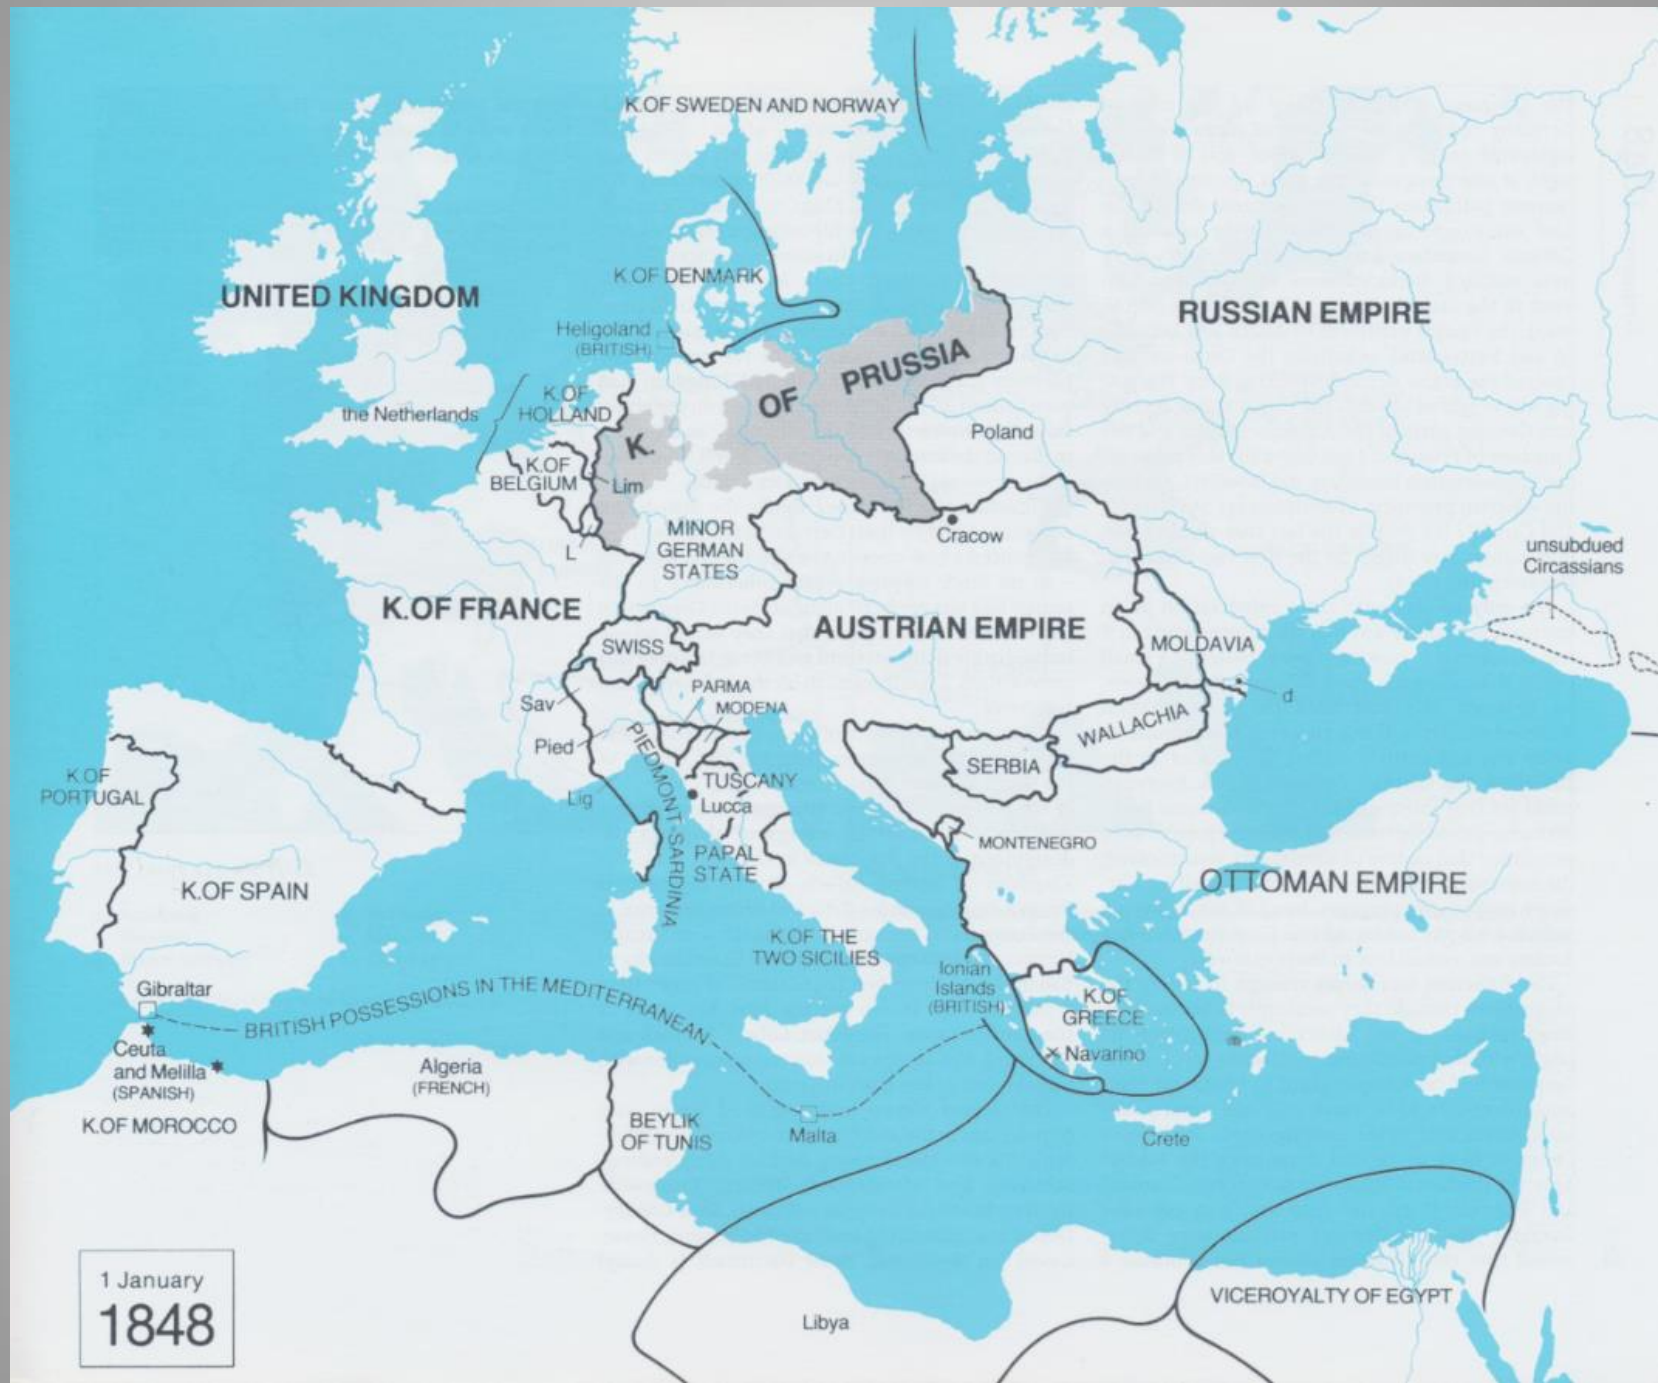 K.OF SWEDEN AND NORWAY
UNITED KINGDOM
K.OF DENMARK
Heligoland
(BRITISH)
RUSSIAN EMPIRE
K. OF PRUSSIA
the Netherlands
K.OF
HOLLAND
Poland
K.OF
BELGIUM
Lim
L
MINOR
GERMAN
STATES
Cracow
unsubdued
Circassians
K.OF FRANCE
AUSTRIAN EMPIRE
SWISS
MOLDAVIA
d
Sav
PARMA
MODENA
WALLACHIA
Pied
PIEDMONT-SARDINIA
SERBIA
K.OF
PORTUGAL
Lig
TUSCANY
Lucca
MONTENEGRO
PAPAL
STATE
K.OF SPAIN
OTTOMAN EMPIRE
K.OF THE
TWO SICILIES
Ionian
Islands
(BRITISH)
K.OF
GREECE
Navarino
Gibraltar
BRITISH POSSESSIONS IN THE MEDITERRANEAN
Ceuta
and Melilla
(SPANISH)
K.OF MOROCCO
Algeria
(FRENCH)
BEYLIK
OF TUNIS
Malta
Crete
1 January
1848
Libya
VICEROYALTY OF EGYPT